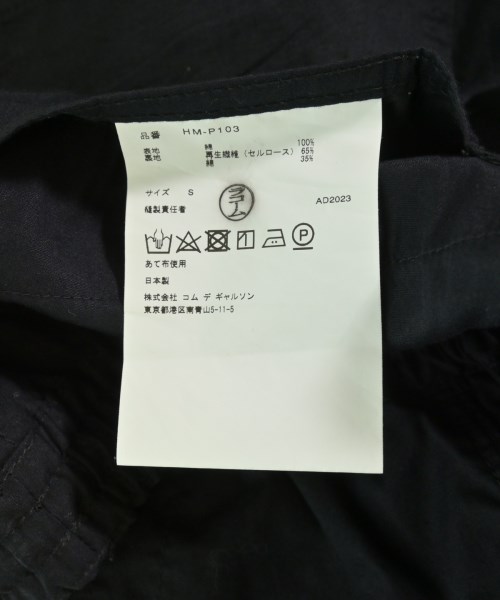 品番 HM-P103
表地 綿 100%
裏地 再生繊維（セルロース） 65%
綿 35%
サイズ S
縫製責任者 コム AD2023
あて布使用
日本製
株式会社 コム デ ギャルソン
東京都港区南青山5-11-5